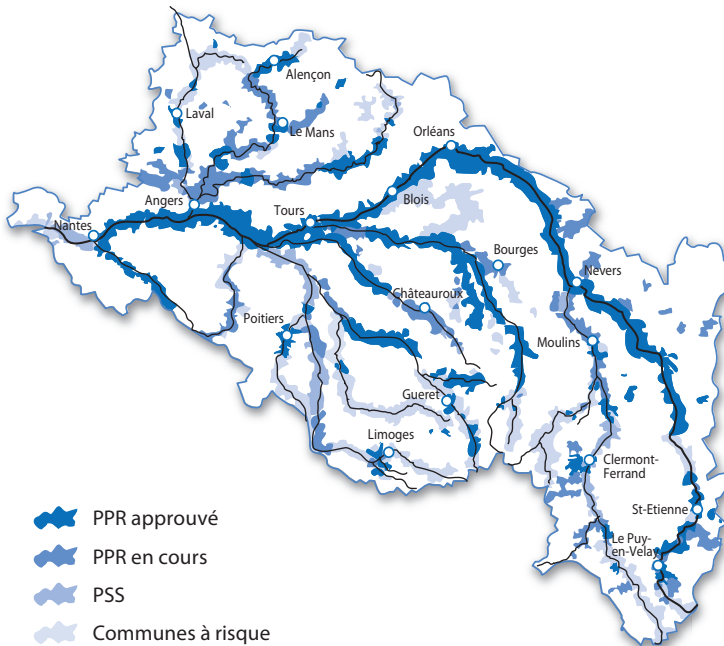 Alençon
Laval
Le Mans
Orléans
Angers
Blois
Tours
Nantes
Bourges
Nevers
Châteauroux
Poitiers
Moulins
Gueret
Limoges
Clermont-
Ferrand
St-Etienne
Le Puy-
en-Velay
PPR approuvé
PPR en cours
PSS
Communes à risque